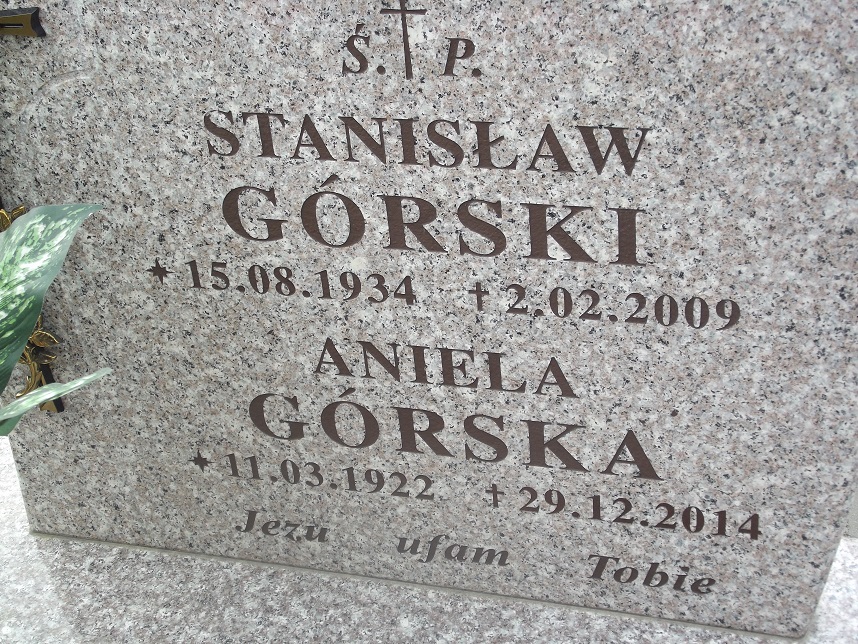 Ś. P.
STANISŁAW
GÓRSKI
✶ 15.08.1934 † 2.02.2009
ANIELA
GÓRSKA
✶ 11.03.1922 † 29.12.2014
Jezu ufam Tobie